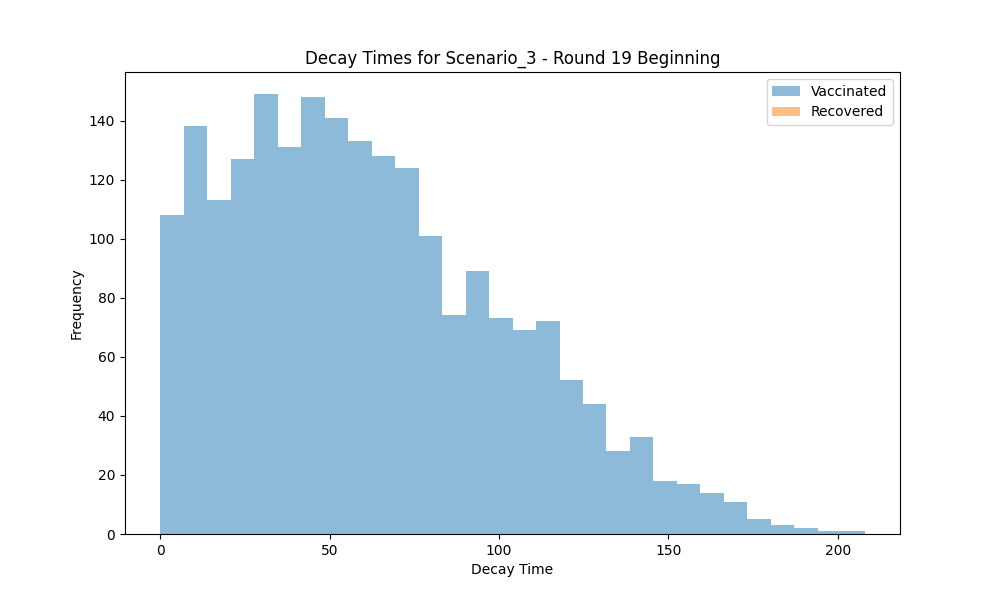 Decay Times for Scenario_3 - Round 19 Beginning
Vaccinated
Recovered
140
120
100
80
60
40
20
0
Frequency
0 50 100 150 200
Decay Time